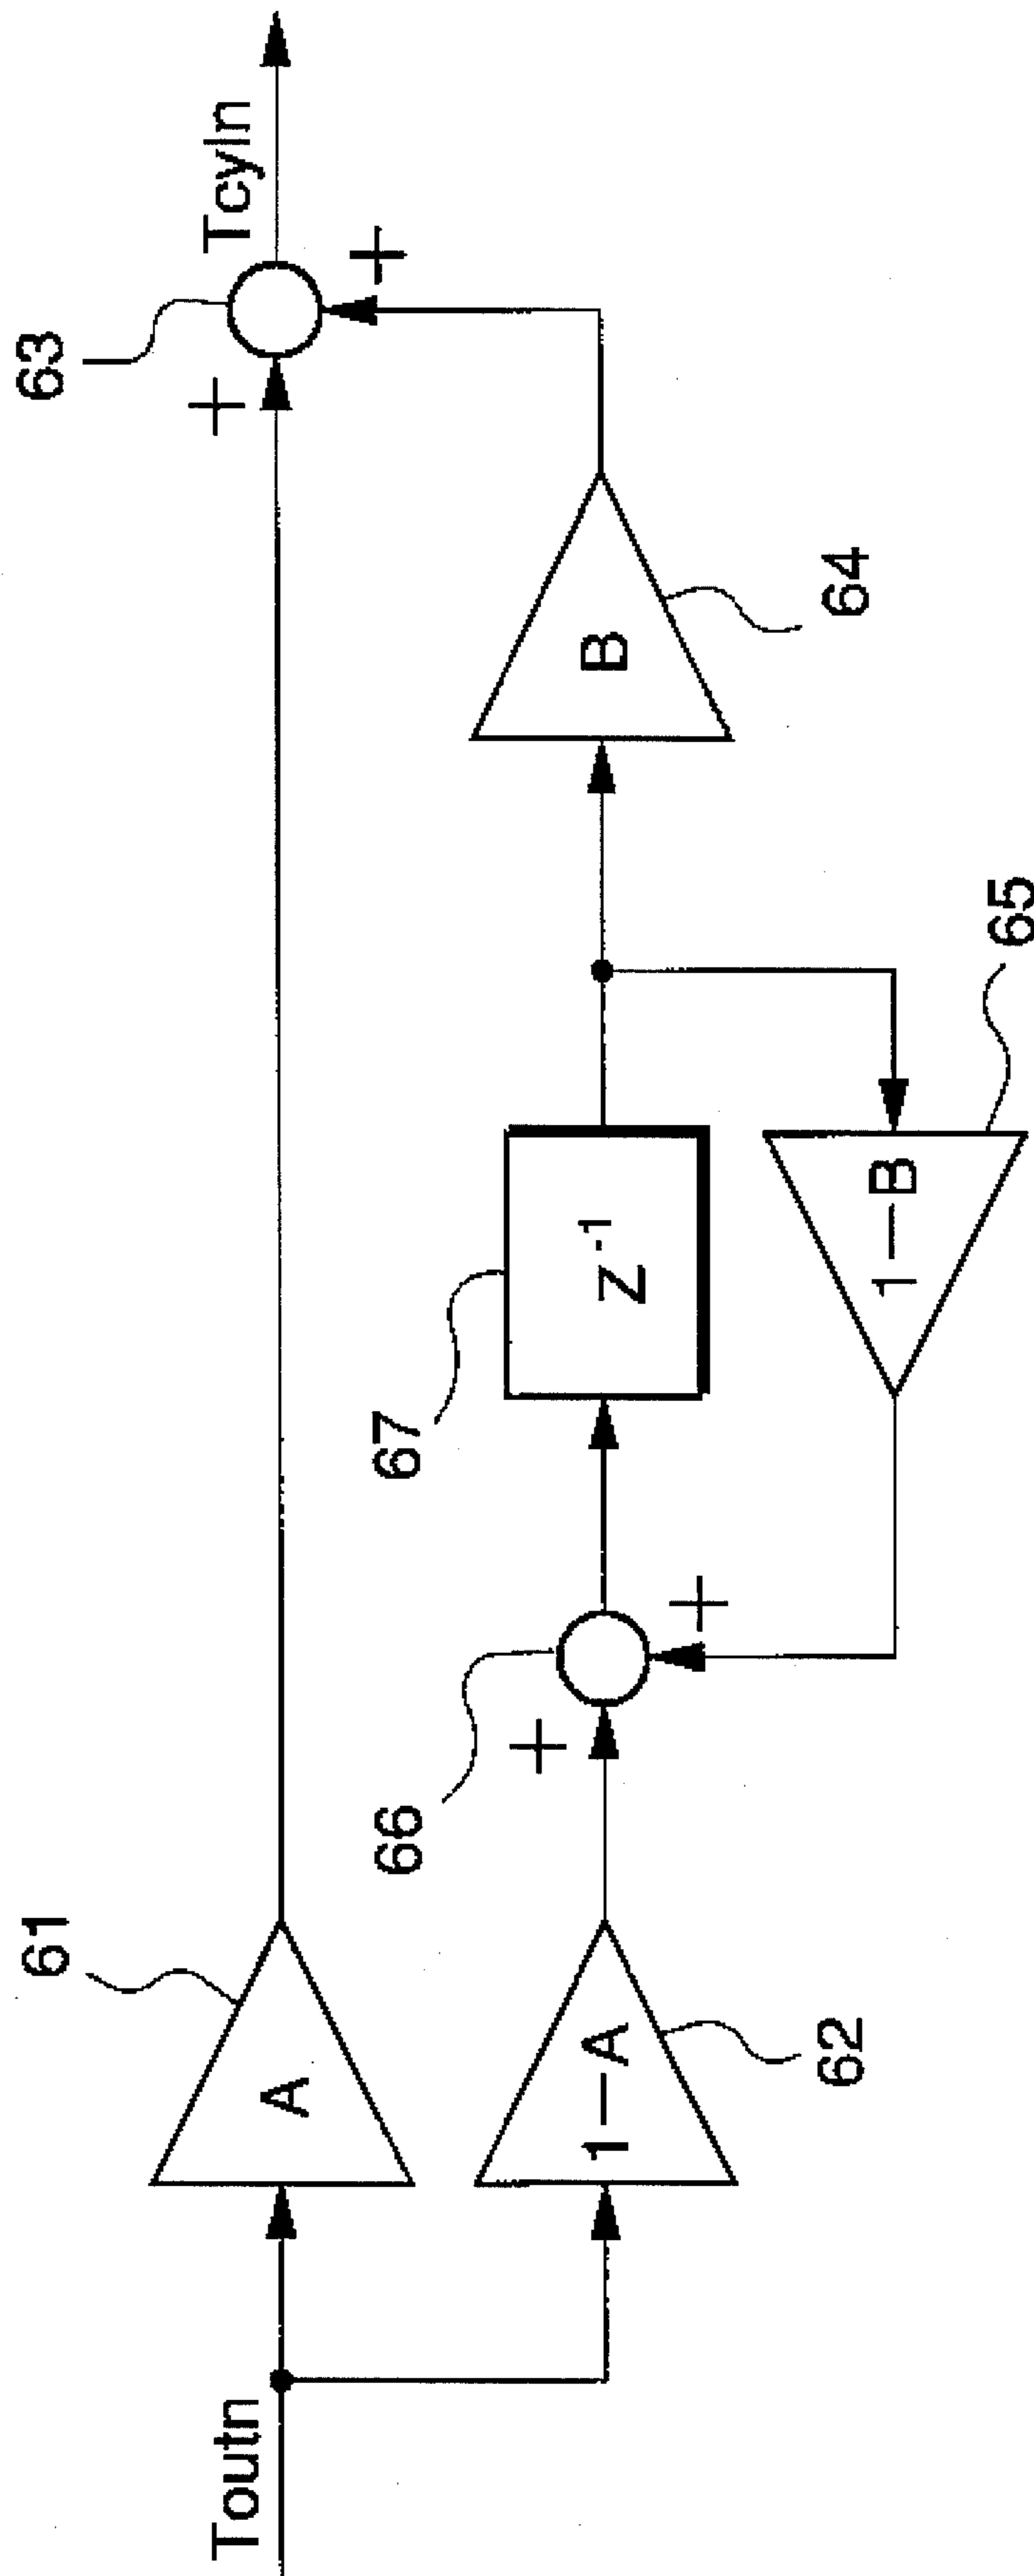 Toutn
A
61
1—A
62
66
+
+
67
Z-1
1—B
65
B
64
+
+
63
Tcyln